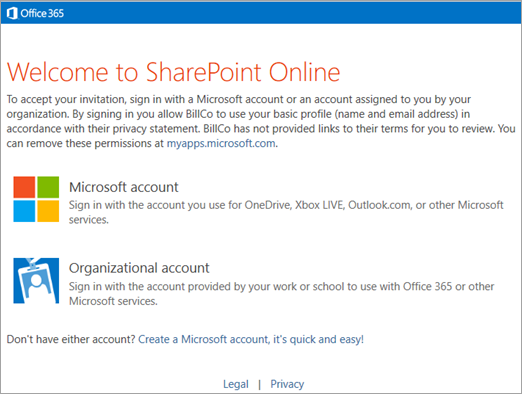 Office 365
Welcome to SharePoint Online
To accept your invitation, sign in with a Microsoft account or an account assigned to you by your
organization. By signing in you allow BillCo to use your basic profile (name and email address) in
accordance with their privacy statement. BillCo has not provided links to their terms for you to review. You
can remove these permissions at myapps.microsoft.com.
Microsoft account
Sign in with the account you use for OneDrive, Xbox LIVE, Outlook.com, or other Microsoft
services.
Organizational account
Sign in with the account provided by your work or school to use with Office 365 or other
Microsoft services.
Don't have either account? Create a Microsoft account, it's quick and easy!
Legal | Privacy